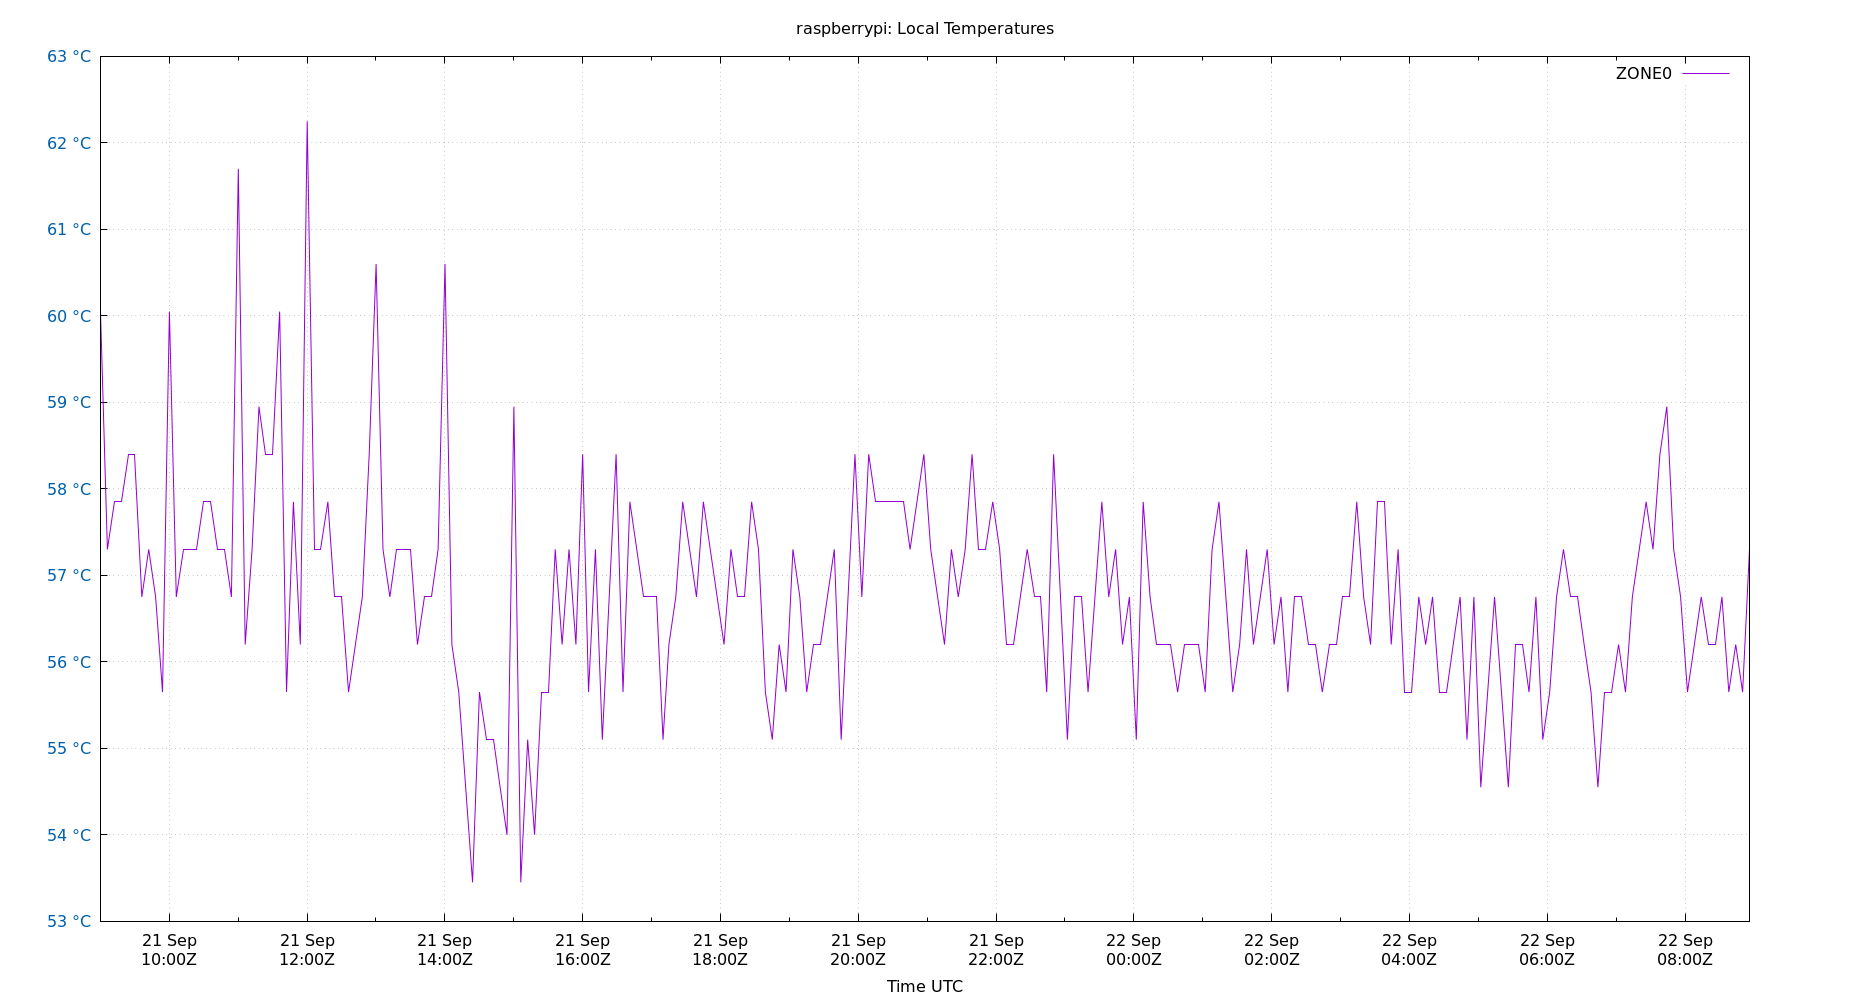 raspberrypi: Local Temperatures
63 °C
ZONE0
62 °C
61 °C
60 °C
59 °C
58 °C
57 °C
56 °C
55 °C
54 °C
53 °C
21 Sep 21 Sep 21 Sep 21 Sep 21 Sep 21 Sep 21 Sep 22 Sep 22 Sep 22 Sep 22 Sep 22 Sep
10:00Z 12:00Z 14:00Z 16:00Z 18:00Z 20:00Z 22:00Z 00:00Z 02:00Z 04:00Z 06:00Z 08:00Z
Time UTC